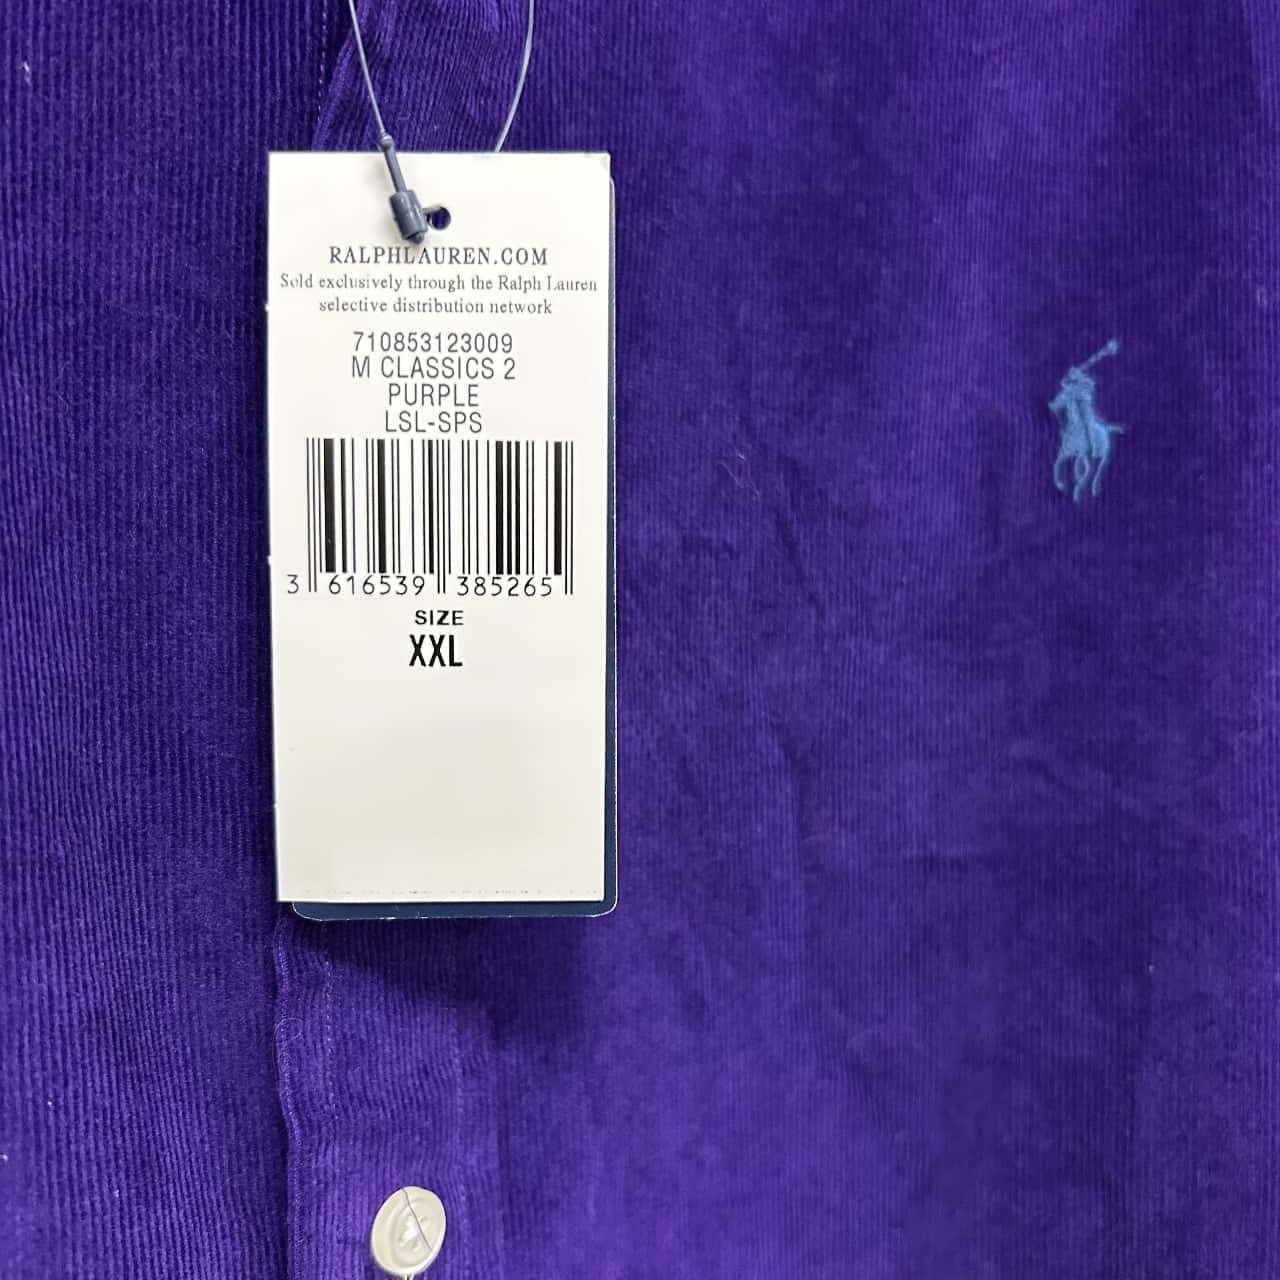 RALPHLAUREN.COM
Sold exclusively through the Ralph Lauren
selective distribution network
710853123009
M CLASSICS 2
PURPLE
LSL-SPS
3 616539 385265
SIZE
XXL